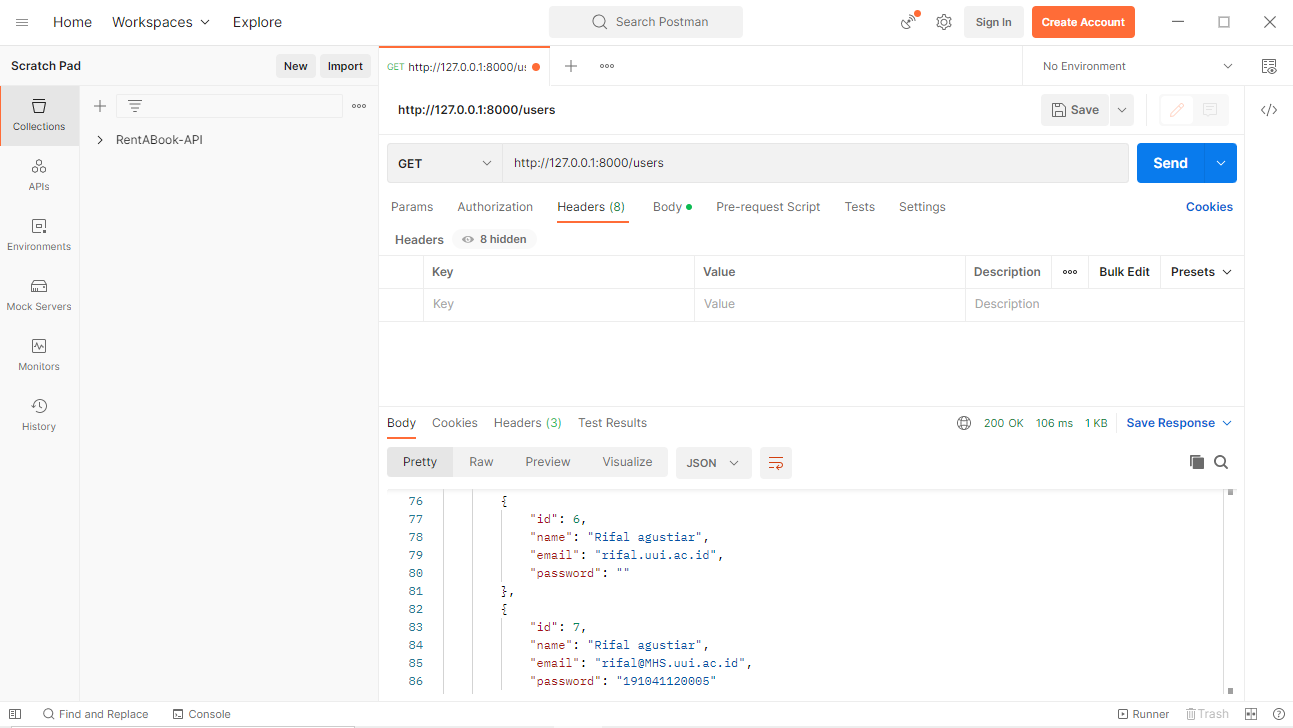 Home Workspaces Explore Search Postman Sign In Create Account
Scratch Pad New Import GET http://127.0.0.1:8000/us No Environment
Collections
APIs
Environments
Mock Servers
Monitors
History
RentABook-API
http://127.0.0.1:8000/users Save
GET http://127.0.0.1:8000/users Send
Params Authorization Headers (8) Body Pre-request Script Tests Settings Cookies
Headers 8 hidden
Key Value Description Bulk Edit Presets
Key Value Description
Body Cookies Headers (3) Test Results 200 OK 106 ms 1 KB Save Response
Pretty Raw Preview Visualize JSON
76 {
77 "id": 6,
78 "name": "Rifal agustiar",
79 "email": "rifal.uui.ac.id",
80 "password": ""
81 },
82 {
83 "id": 7,
84 "name": "Rifal agustiar",
85 "email": "rifal@MHS.uui.ac.id",
86 "password": "191041120005"
Find and Replace Console Runner Trash